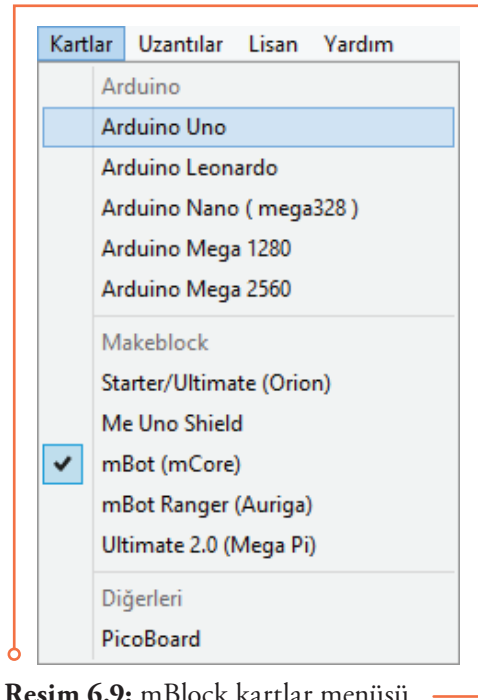 Kartlar Uzantılar Lisan Yardım
Arduino
Arduino Uno
Arduino Leonardo
Arduino Nano ( mega328 )
Arduino Mega 1280
Arduino Mega 2560
Makeblock
Starter/Ultimate (Orion)
Me Uno Shield
mBot (mCore)
mBot Ranger (Auriga)
Ultimate 2.0 (Mega Pi)
Diğerleri
PicoBoard
Resim 6.9: mBlock kartlar menüsü